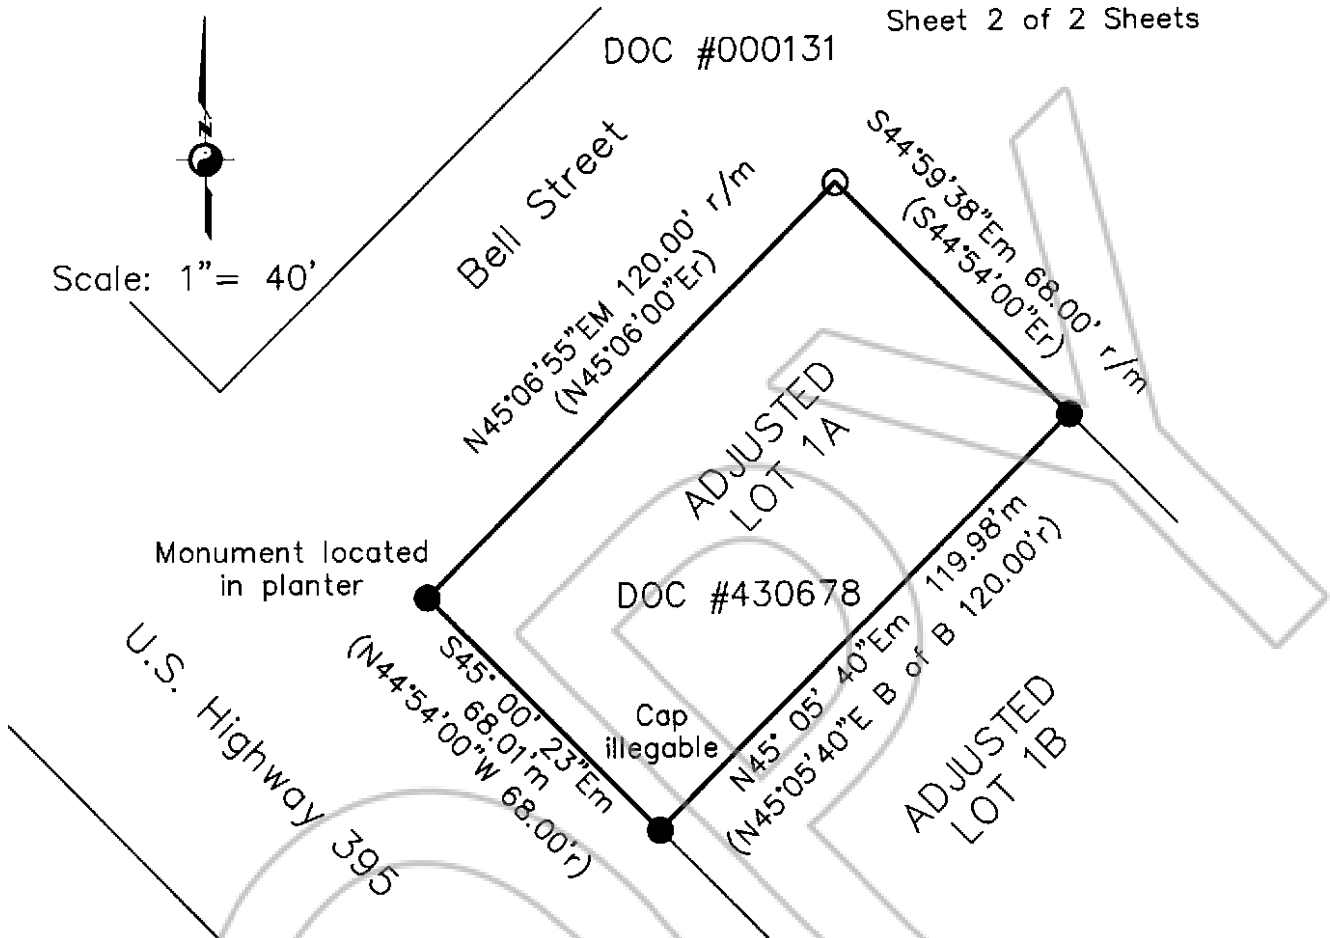 Sheet 2 of 2 Sheets
DOC #000131
N
Scale: 1"= 40'
Bell Street
N45°06'55"EM 120.00' r/m
(N45°06'00"Er)
S44°59'38"Em 68.00' r/m
(S44°54'00"Er)
ADJUSTED
LOT 1A
Monument located
in planter
DOC #430678
U.S. Highway 395
S45° 00' 23"Em
68.01'm
(N44°54'00"W 68.00'r)
Cap
illegable
N45° 05' 40"Em 119.98'm
(N45°05'40"E B of B 120.00'r)
ADJUSTED
LOT 1B